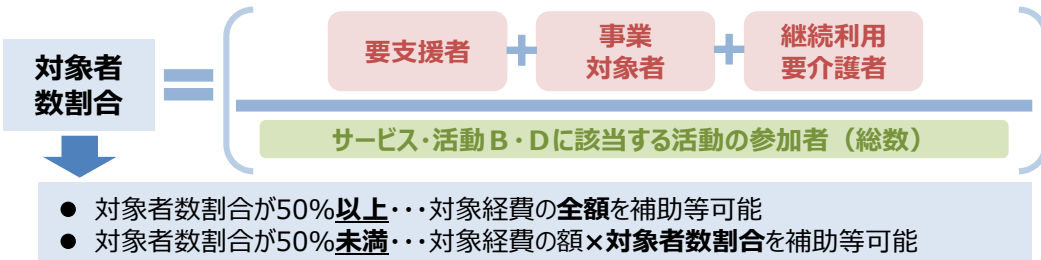 対象者
数割合
＝
要支援者
＋
事業
対象者
＋
継続利用
要介護者
サービス・活動B・Dに該当する活動の参加者（総数）
● 対象者数割合が50%以上・・・対象経費の全額を補助等可能
● 対象者数割合が50%未満・・・対象経費の額×対象者数割合を補助等可能